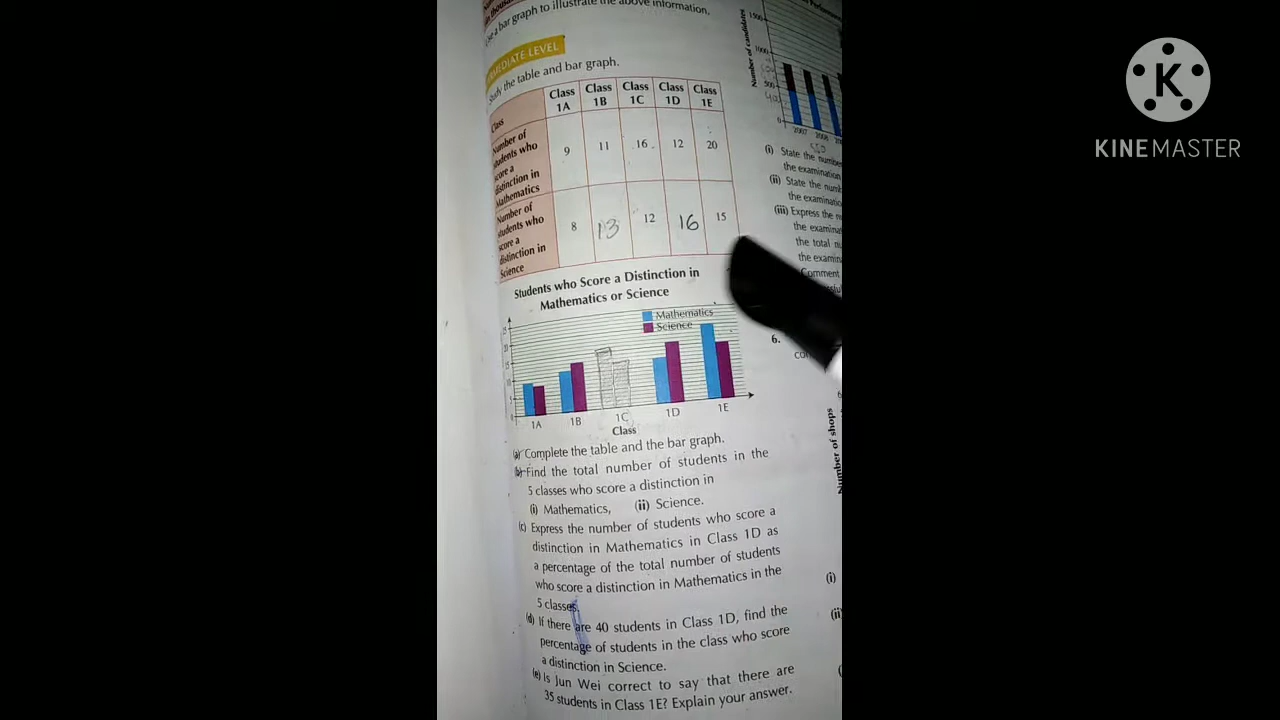 a bar graph to illustrate the above information.
MEDIATE LEVEL
Study the table and bar graph.
Class Class 1A Class 1B Class 1C Class 1D Class 1E
Number of students who score a distinction in Mathematics 9 11 16 12 20
Number of students who score a distinction in Science 8 13 12 16 15
Students who Score a Distinction in
Mathematics or Science
Mathematics
Science
1A 1B 1C 1D 1E
Class
(a) Complete the table and the bar graph.
(b) Find the total number of students in the
5 classes who score a distinction in
(i) Mathematics, (ii) Science.
(c) Express the number of students who score a
distinction in Mathematics in Class 1D as
a percentage of the total number of students
who score a distinction in Mathematics in the
5 classes.
(d) If there are 40 students in Class 1D, find the
percentage of students in the class who score
a distinction in Science.
(e) Is Jun Wei correct to say that there are
35 students in Class 1E? Explain your answer.
Number of candidates
1000
500
0
2007 2008
(i) State the number
the examination
(ii) State the
the
(iii) Express the
the
the total
the
Comment
6.
Number of shops
(i)
(ii)
K
KINEMASTER